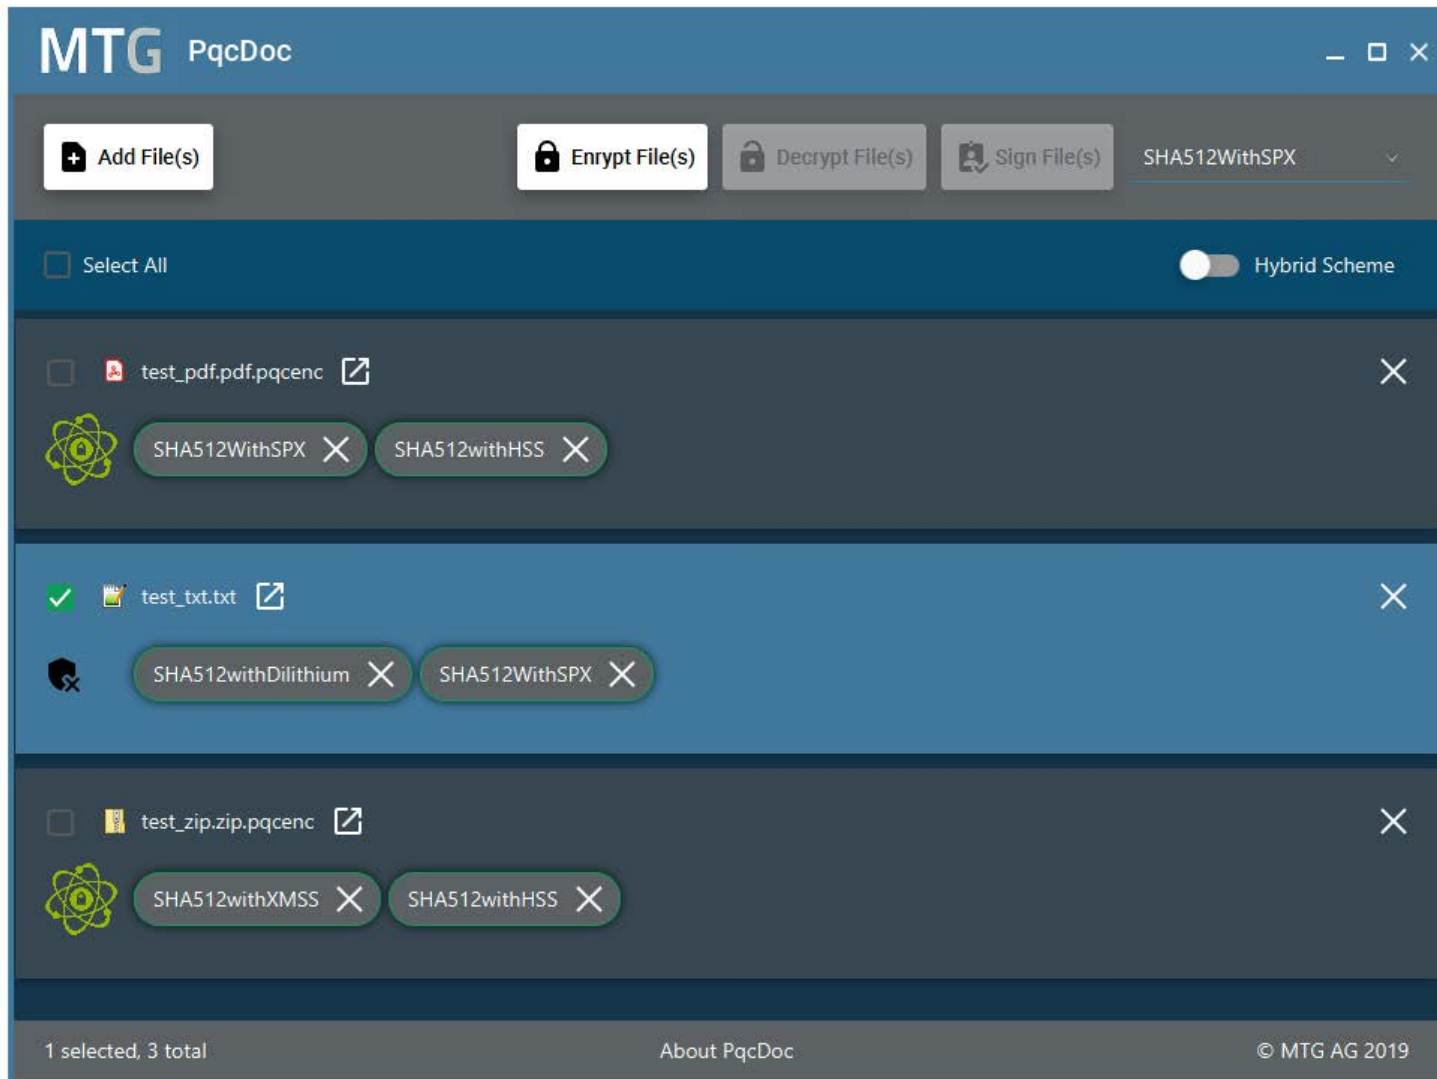 MTG PqcDoc
Add File(s) Enrypt File(s) Decrypt File(s) Sign File(s) SHA512WithSPX
Select All Hybrid Scheme
test_pdf.pdf.pqcenc
SHA512WithSPX SHA512withHSS
test_txt.txt
SHA512withDilithium SHA512WithSPX
test_zip.zip.pqcenc
SHA512withXMSS SHA512withHSS
1 selected, 3 total About PqcDoc © MTG AG 2019